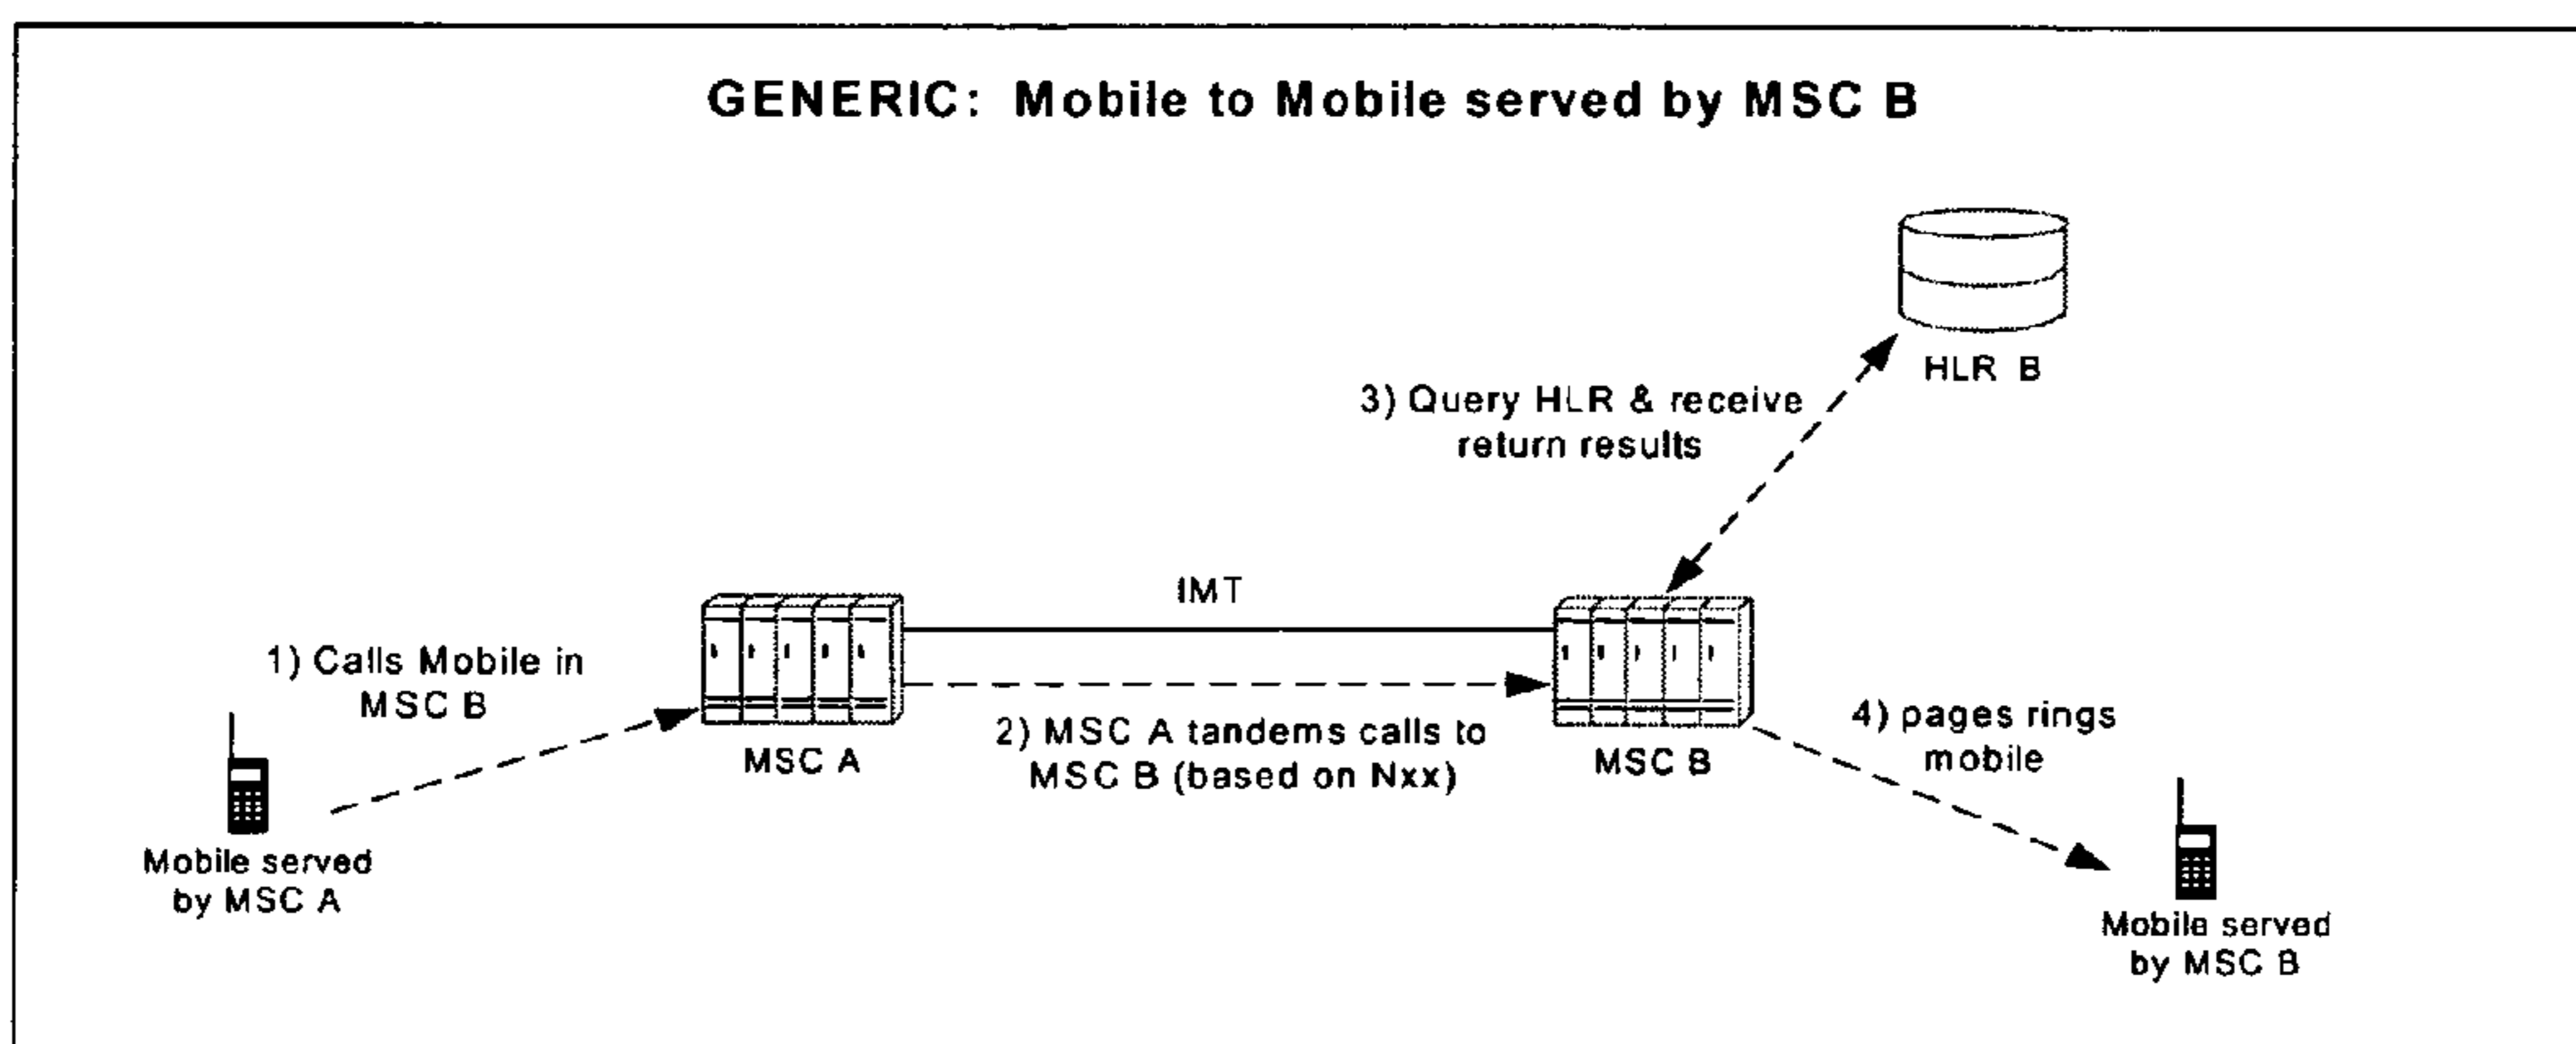 GENERIC: Mobile to Mobile served by MSC B
HLR B
3) Query HLR & receive
return results
IMT
1) Calls Mobile in
MSC B
MSC A
2) MSC A tandems calls to
MSC B (based on Nxx)
MSC B
4) pages rings
mobile
Mobile served
by MSC A
Mobile served
by MSC B